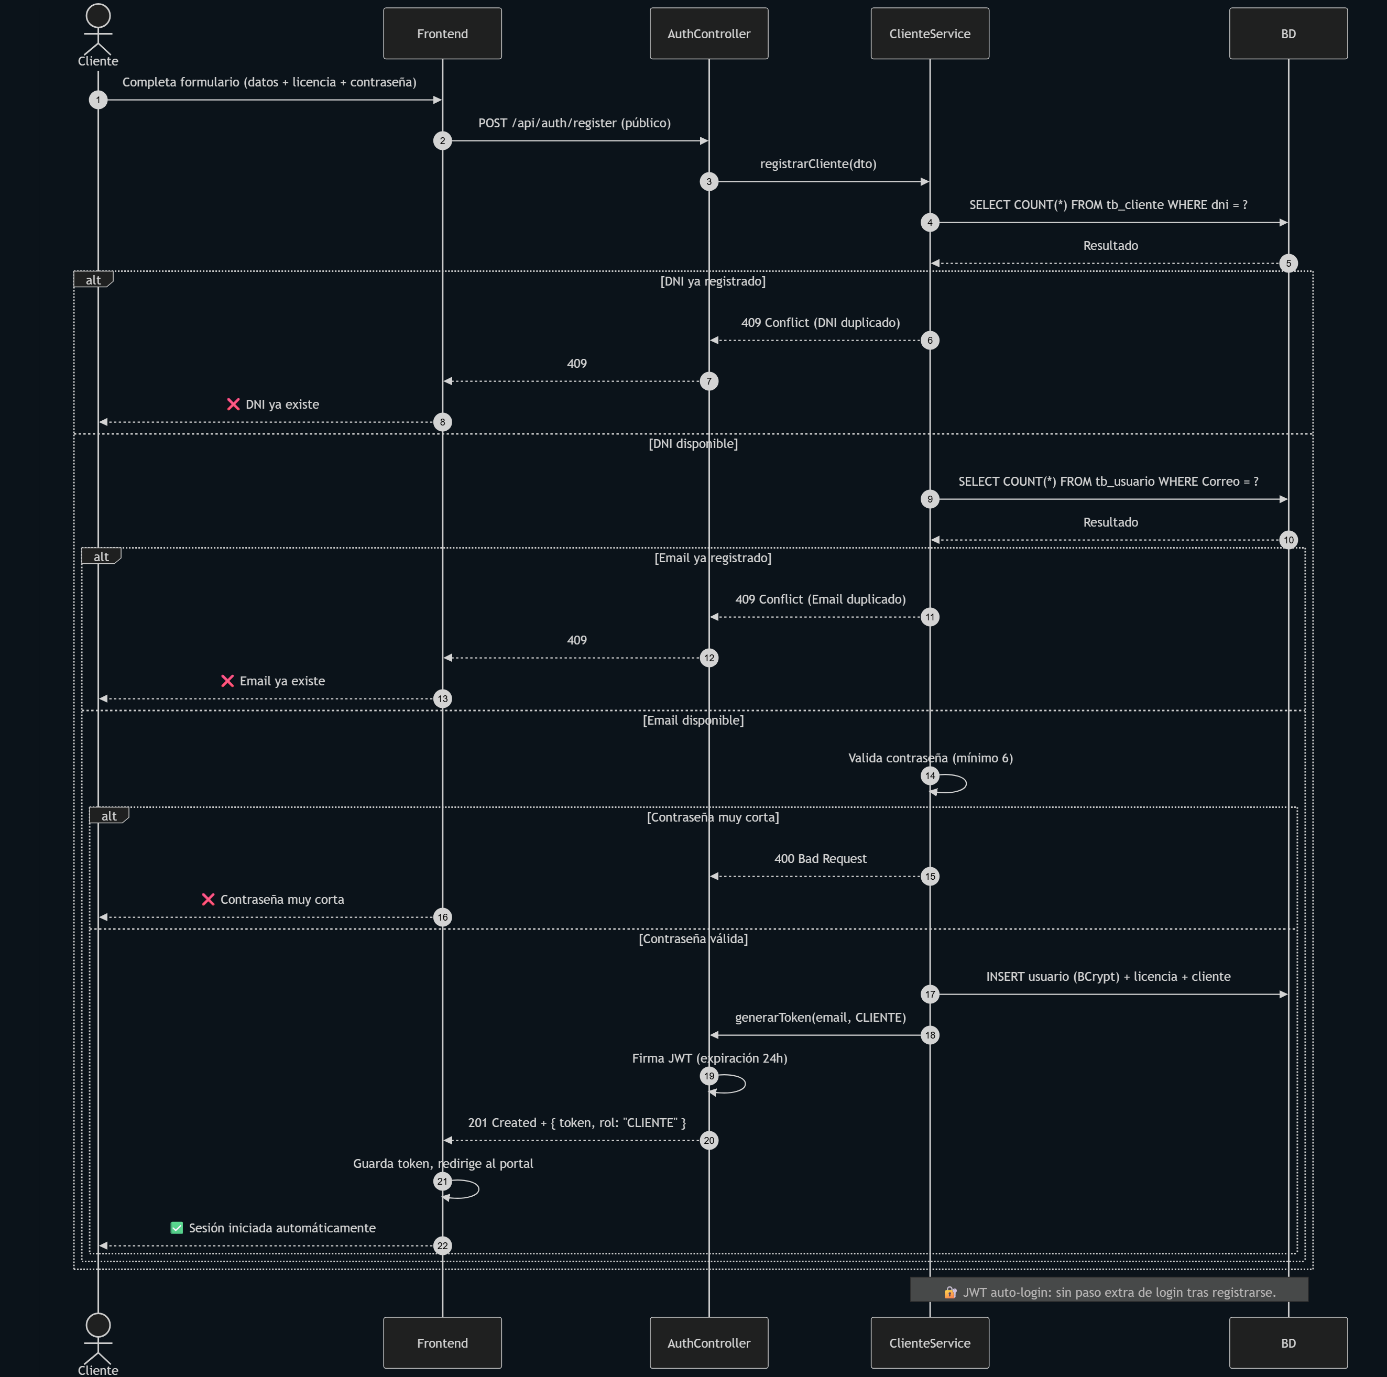 Cliente
Frontend
AuthController
ClienteService
BD
Completa formulario (datos + licencia + contraseña)
1
POST /api/auth/register (público)
2
registrarCliente(dto)
3
SELECT COUNT(*) FROM tb_cliente WHERE dni = ?
4
Resultado
5
alt
[DNI ya registrado]
409 Conflict (DNI duplicado)
6
409
7
❌ DNI ya existe
8
[DNI disponible]
SELECT COUNT(*) FROM tb_usuario WHERE Correo = ?
9
Resultado
10
alt
[Email ya registrado]
409 Conflict (Email duplicado)
11
409
12
❌ Email ya existe
13
[Email disponible]
Valida contraseña (mínimo 6)
14
alt
[Contraseña muy corta]
400 Bad Request
15
❌ Contraseña muy corta
16
[Contraseña válida]
INSERT usuario (BCrypt) + licencia + cliente
17
generarToken(email, CLIENTE)
18
Firma JWT (expiración 24h)
19
201 Created + { token, rol: "CLIENTE" }
20
Guarda token, redirige al portal
21
✅ Sesión iniciada automáticamente
22
🔐 JWT auto-login: sin paso extra de login tras registrarse.
Cliente
Frontend
AuthController
ClienteService
BD